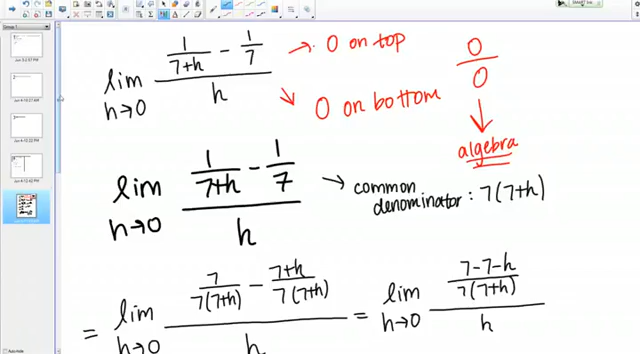 lim h→0 (1/(7+h) - 1/7)/h → 0 on top
↘ 0 on bottom
0/0
↓
algebra
lim h→0 (1/(7+h) - 1/7)/h → common denominator: 7(7+h)
= lim h→0 (7/(7(7+h)) - (7+h)/(7(7+h)))/h = lim h→0 ((7-7-h)/(7(7+h)))/h